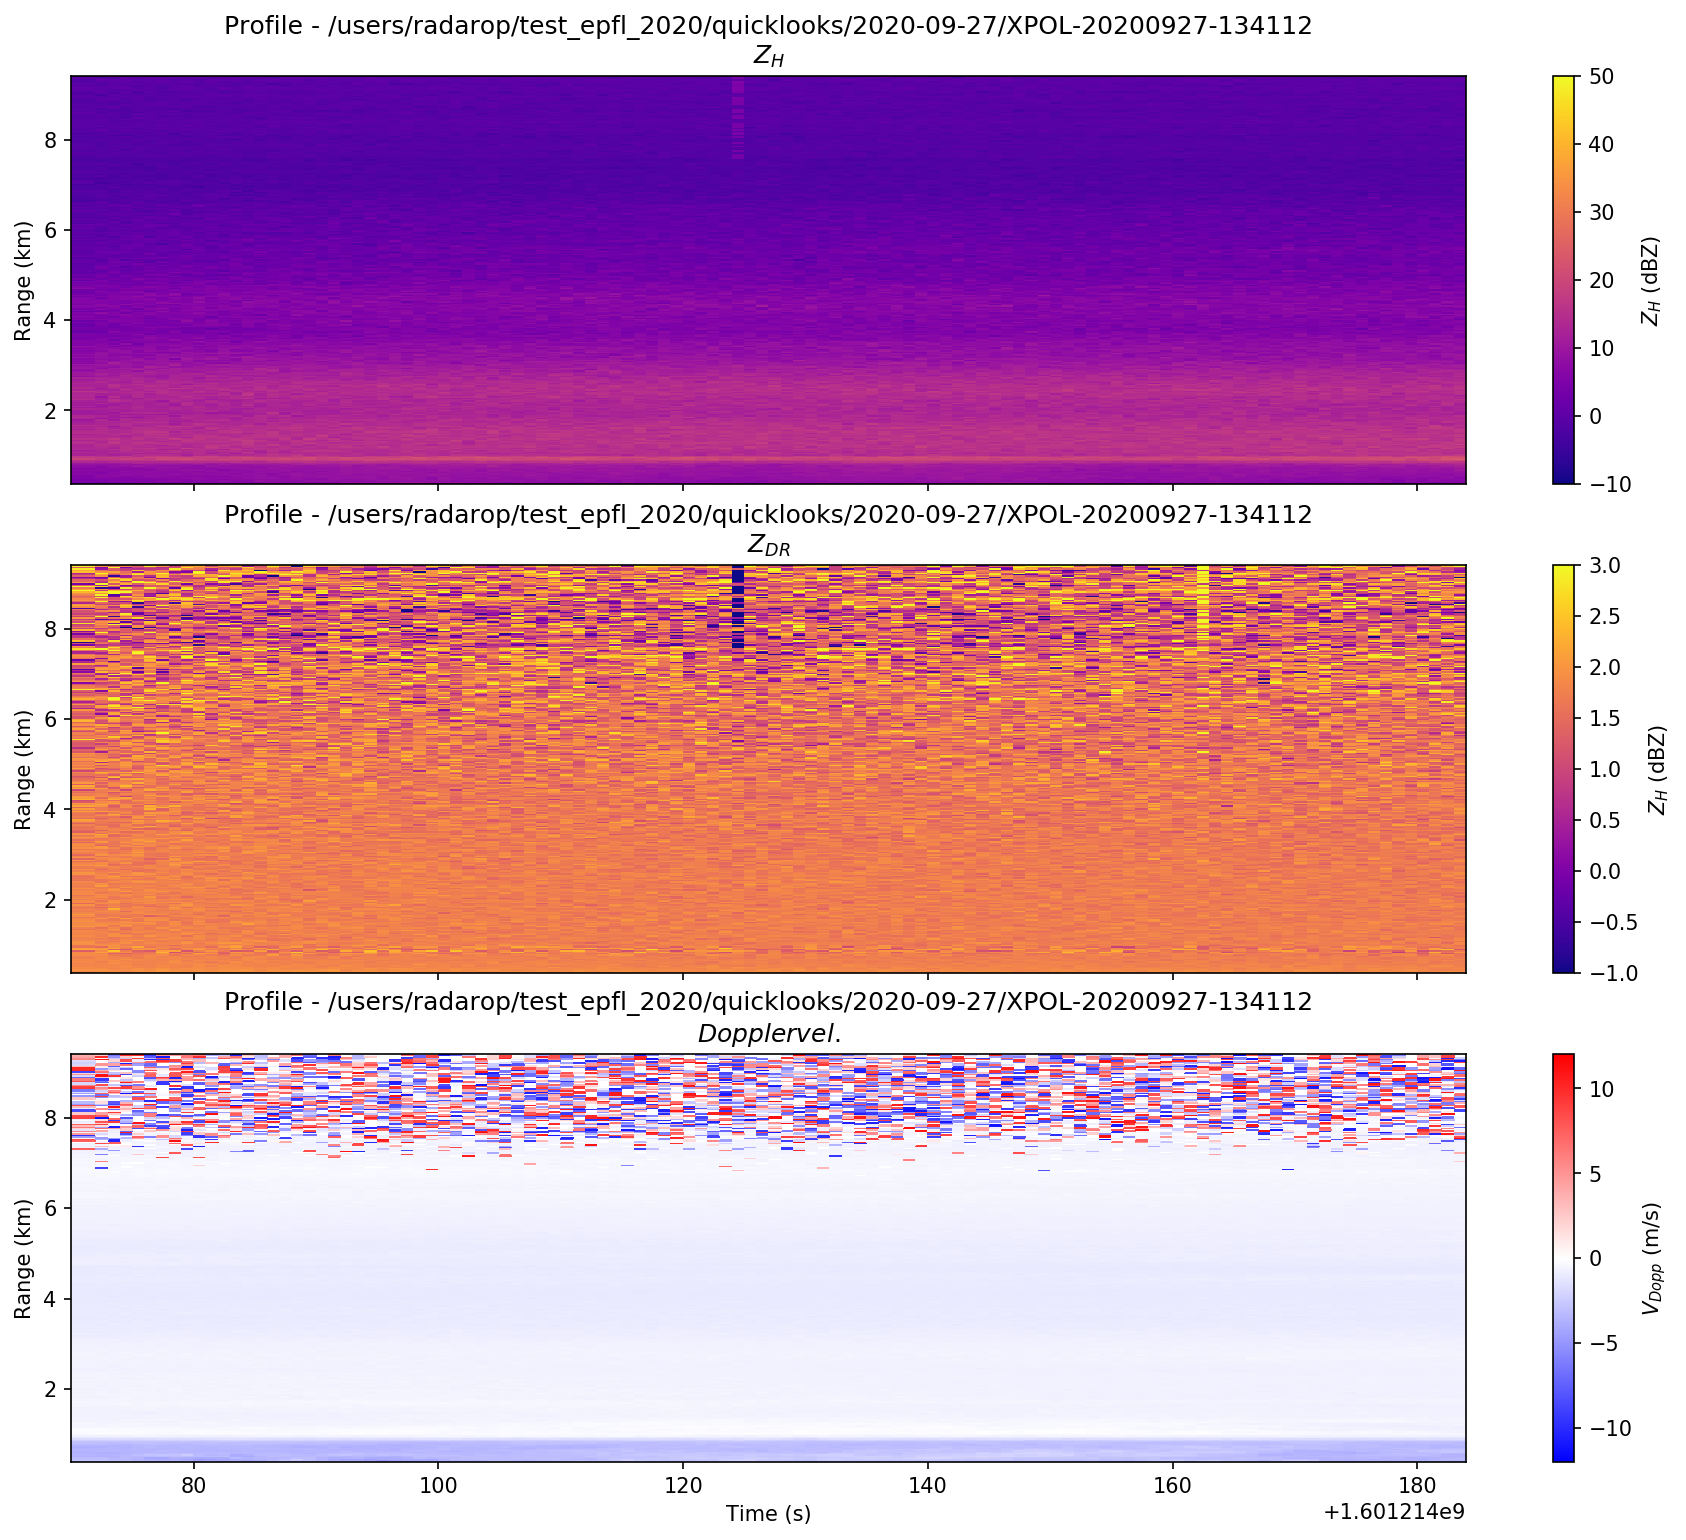 Profile - /users/radarop/test_epfl_2020/quicklooks/2020-09-27/XPOL-20200927-134112
Z_H
50
40
30
20
10
0
−10
Z_H (dBZ)
8
6
4
2
Range (km)
Profile - /users/radarop/test_epfl_2020/quicklooks/2020-09-27/XPOL-20200927-134112
Z_DR
3.0
2.5
2.0
1.5
1.0
0.5
0.0
−0.5
−1.0
Z_H (dBZ)
8
6
4
2
Range (km)
Profile - /users/radarop/test_epfl_2020/quicklooks/2020-09-27/XPOL-20200927-134112
Dopplervel.
10
5
0
−5
−10
V_Dopp (m/s)
8
6
4
2
Range (km)
80 100 120 140 160 180
Time (s)
+1.601214e9